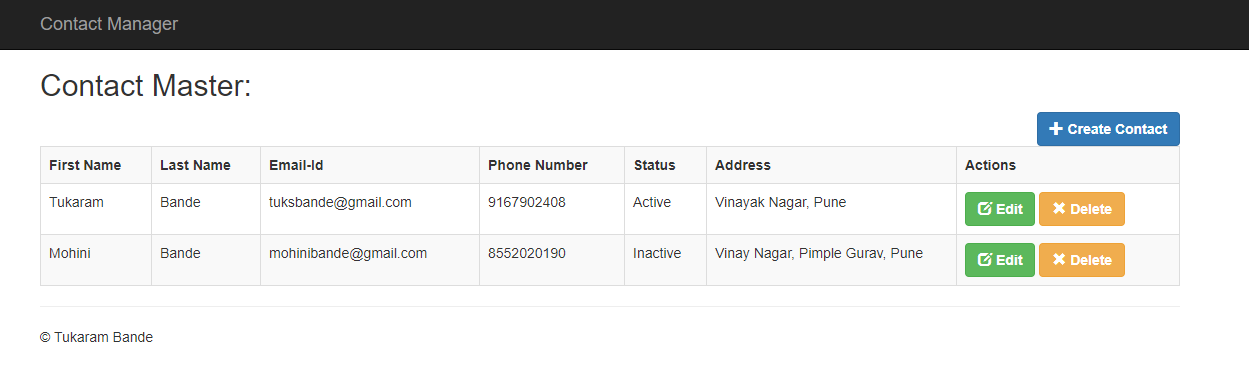 Contact Manager
Contact Master:
Create Contact
First Name Last Name Email-Id Phone Number Status Address Actions
Tukaram Bande tuksbande@gmail.com 9167902408 Active Vinayak Nagar, Pune Edit Delete
Mohini Bande mohinibande@gmail.com 8552020190 Inactive Vinay Nagar, Pimple Gurav, Pune Edit Delete
© Tukaram Bande